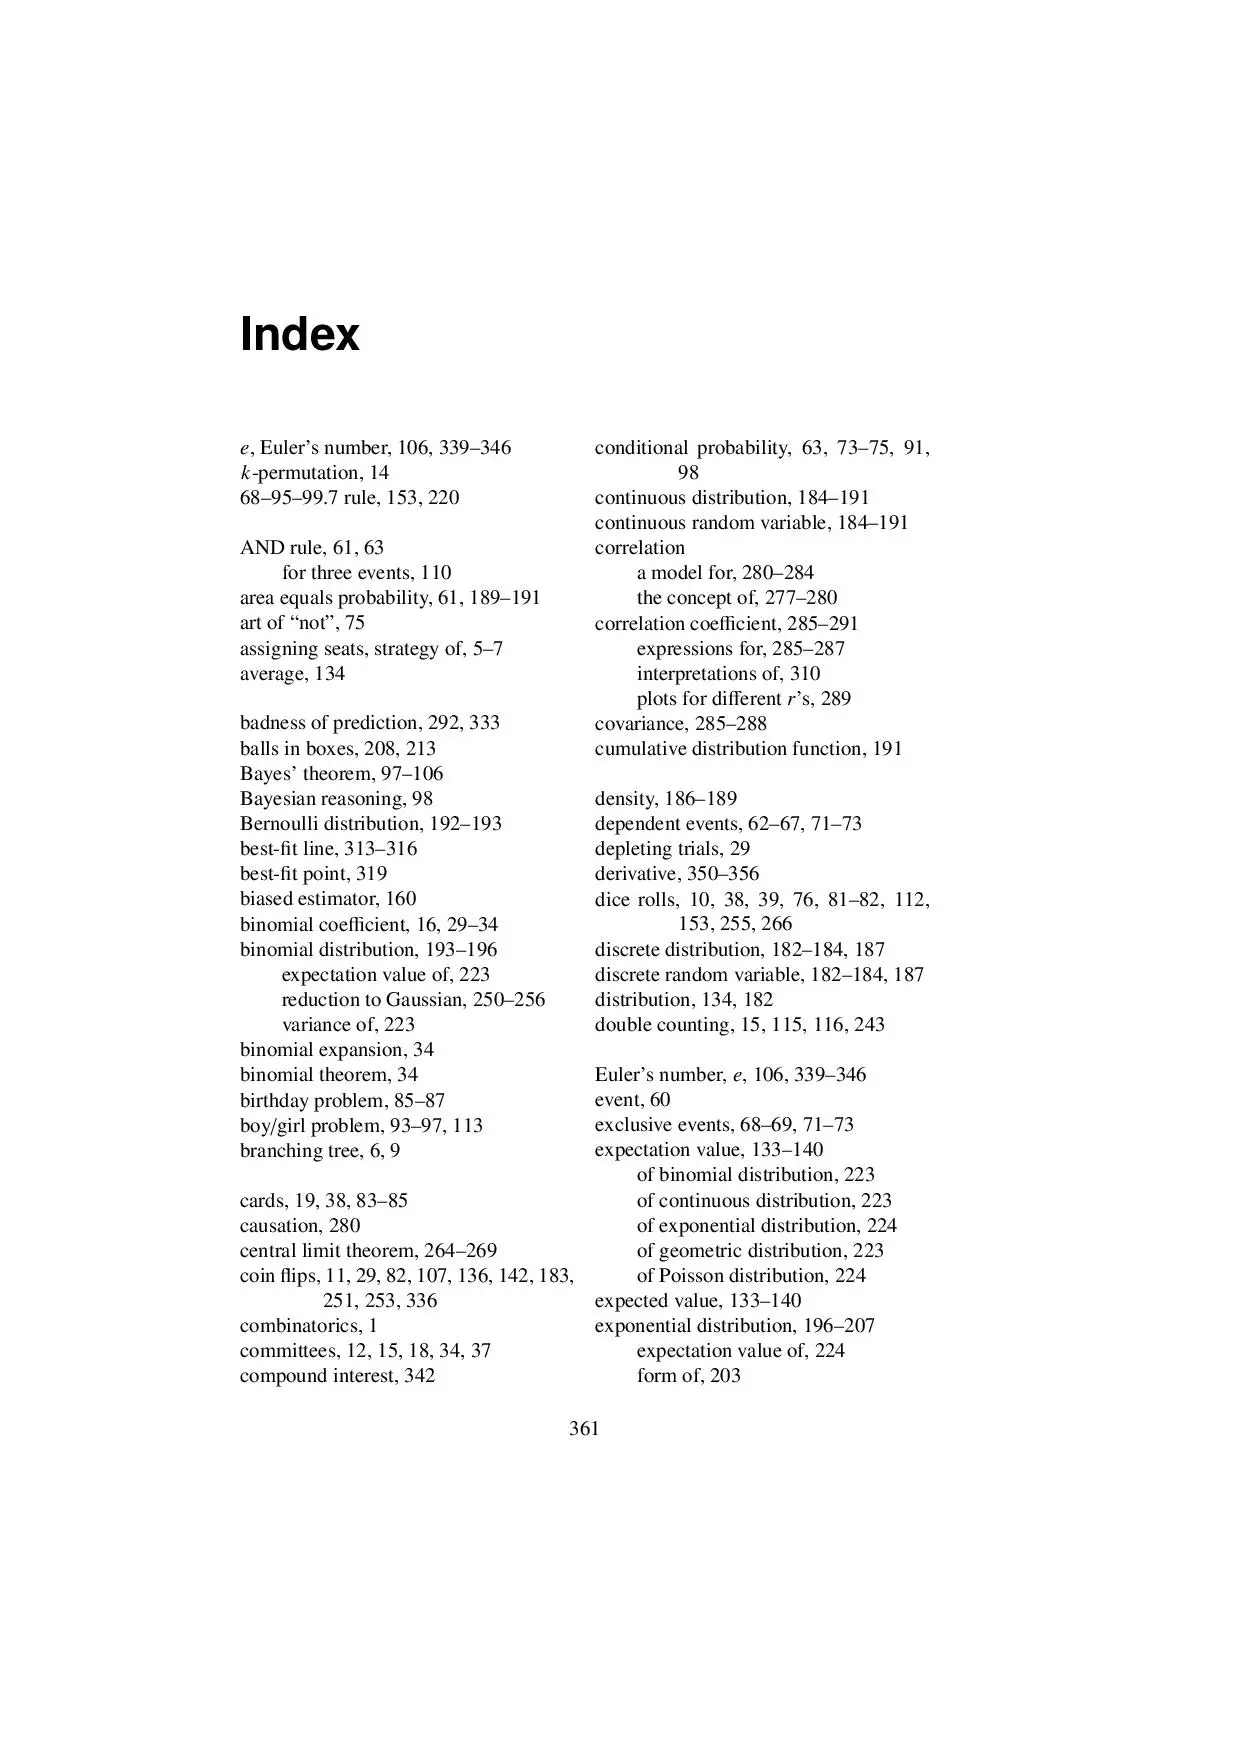 Index
e, Euler’s number, 106, 339–346
k-permutation, 14
68–95–99.7 rule, 153, 220
AND rule, 61, 63
for three events, 110
area equals probability, 61, 189–191
art of “not”, 75
assigning seats, strategy of, 5–7
average, 134
badness of prediction, 292, 333
balls in boxes, 208, 213
Bayes’ theorem, 97–106
Bayesian reasoning, 98
Bernoulli distribution, 192–193
best-fit line, 313–316
best-fit point, 319
biased estimator, 160
binomial coefficient, 16, 29–34
binomial distribution, 193–196
expectation value of, 223
reduction to Gaussian, 250–256
variance of, 223
binomial expansion, 34
binomial theorem, 34
birthday problem, 85–87
boy/girl problem, 93–97, 113
branching tree, 6, 9
cards, 19, 38, 83–85
causation, 280
central limit theorem, 264–269
coin flips, 11, 29, 82, 107, 136, 142, 183,
251, 253, 336
combinatorics, 1
committees, 12, 15, 18, 34, 37
compound interest, 342
conditional probability, 63, 73–75, 91,
98
continuous distribution, 184–191
continuous random variable, 184–191
correlation
a model for, 280–284
the concept of, 277–280
correlation coefficient, 285–291
expressions for, 285–287
interpretations of, 310
plots for different r’s, 289
covariance, 285–288
cumulative distribution function, 191
density, 186–189
dependent events, 62–67, 71–73
depleting trials, 29
derivative, 350–356
dice rolls, 10, 38, 39, 76, 81–82, 112,
153, 255, 266
discrete distribution, 182–184, 187
discrete random variable, 182–184, 187
distribution, 134, 182
double counting, 15, 115, 116, 243
Euler’s number, e, 106, 339–346
event, 60
exclusive events, 68–69, 71–73
expectation value, 133–140
of binomial distribution, 223
of continuous distribution, 223
of exponential distribution, 224
of geometric distribution, 223
of Poisson distribution, 224
expected value, 133–140
exponential distribution, 196–207
expectation value of, 224
form of, 203
361